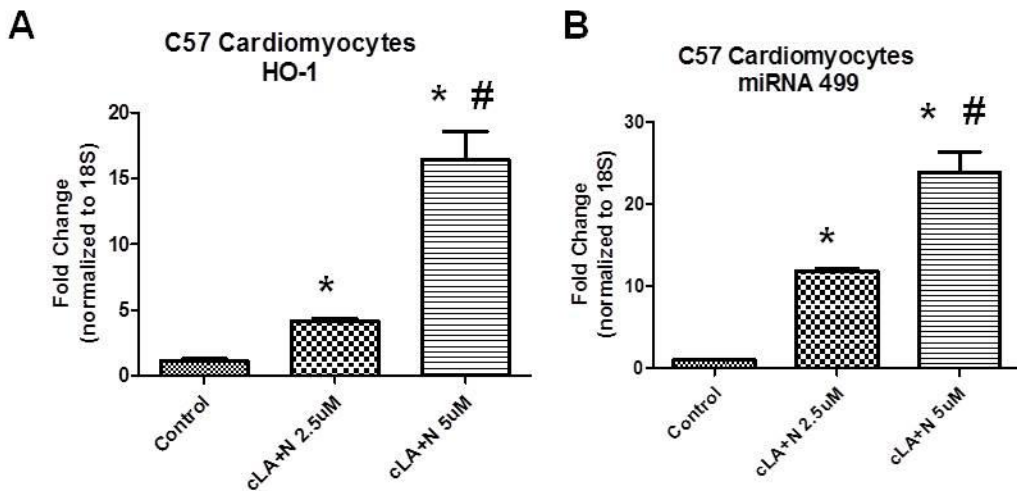 A
C57 Cardiomyocytes
HO-1
* #
*
20
15
10
5
0
Fold Change
(normalized to 18S)
Control
cLA+N 2.5uM
cLA+N 5uM
B
C57 Cardiomyocytes
miRNA 499
* #
*
30
20
10
0
Fold Change
(normalized to 18S)
Control
cLA+N 2.5uM
cLA+N 5uM